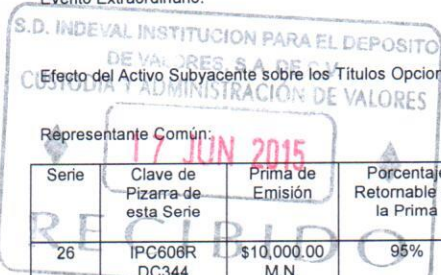 Evento Extraordinario:
S.D. INDEVAL INSTITUCION PARA EL DEPOSITO
DE VALORES, S.A. DE C.V.
Efecto del Activo Subyacente sobre los Títulos Opcion
CUSTODIA Y ADMINISTRACION DE VALORES
Representante Común:
17 JUN 2015
Serie
Clave de
Pizarra de
esta Serie
Prima de
Emisión
Porcentaje
Retornable
la Prima
RECIBIDO
26
IPC606R
DC344
$10,000.00
M.N.
95%